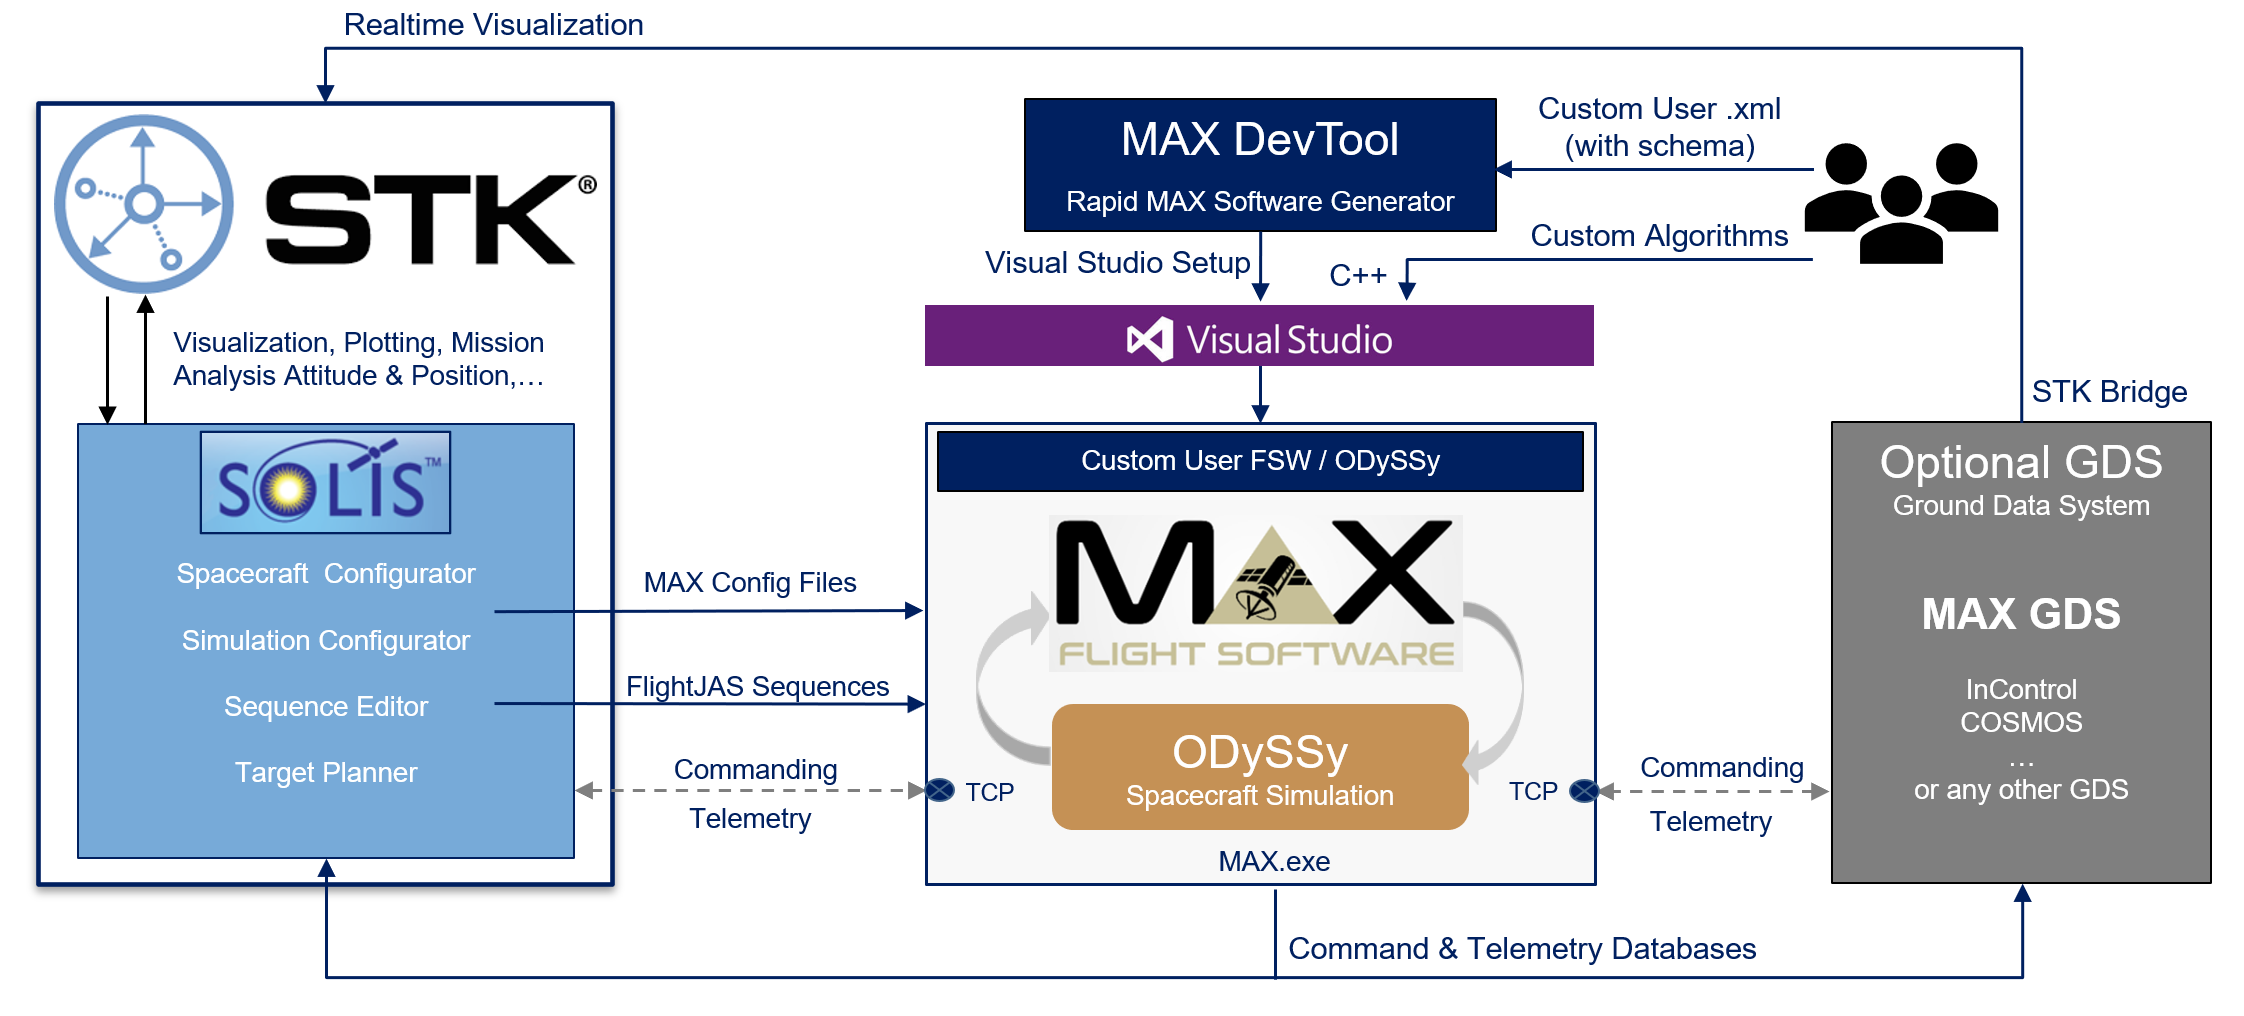 Realtime Visualization
STK®
Visualization, Plotting, Mission
Analysis Attitude & Position,...
SOLIS™
Spacecraft  Configurator
Simulation Configurator
Sequence Editor
Target Planner
MAX Config Files
FlightJAS Sequences
Commanding
Telemetry
MAX DevTool
Rapid MAX Software Generator
Custom User .xml
(with schema)
Custom Algorithms
Visual Studio Setup
C++
Visual Studio
Custom User FSW / ODySSy
MAX
FLIGHT SOFTWARE
ODySSy
Spacecraft Simulation
TCP
TCP
MAX.exe
Commanding
Telemetry
STK Bridge
Optional GDS
Ground Data System
MAX GDS
InControl
COSMOS
...
or any other GDS
Command & Telemetry Databases